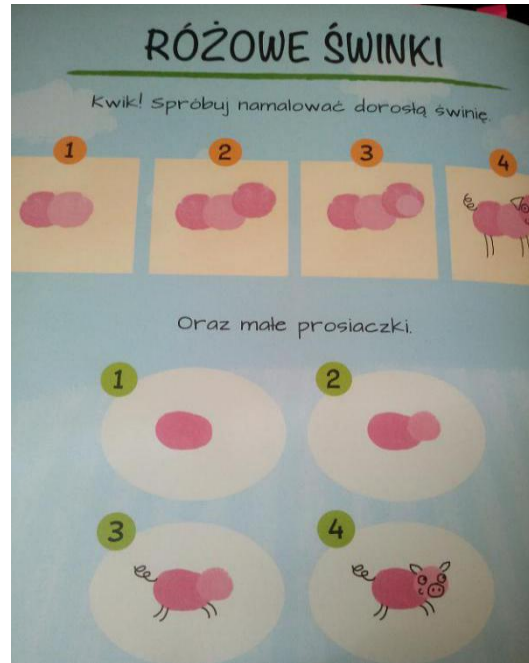 RÓŻOWE ŚWINKI
Kwik! Spróbuj namalować dorosłą świnię.
1
2
3
4
Oraz małe prosiaczki.
1
2
3
4